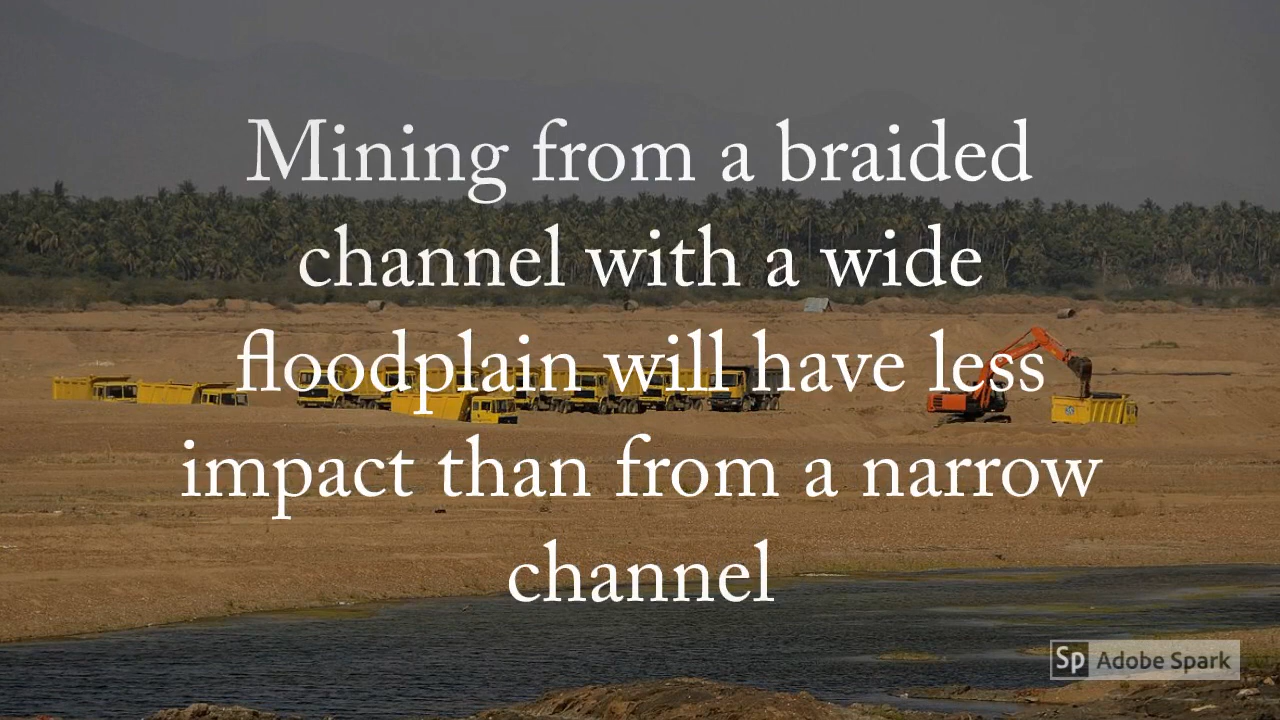 Mining from a braided
channel with a wide
floodplain will have less
impact than from a narrow
channel
Sp Adobe Spark